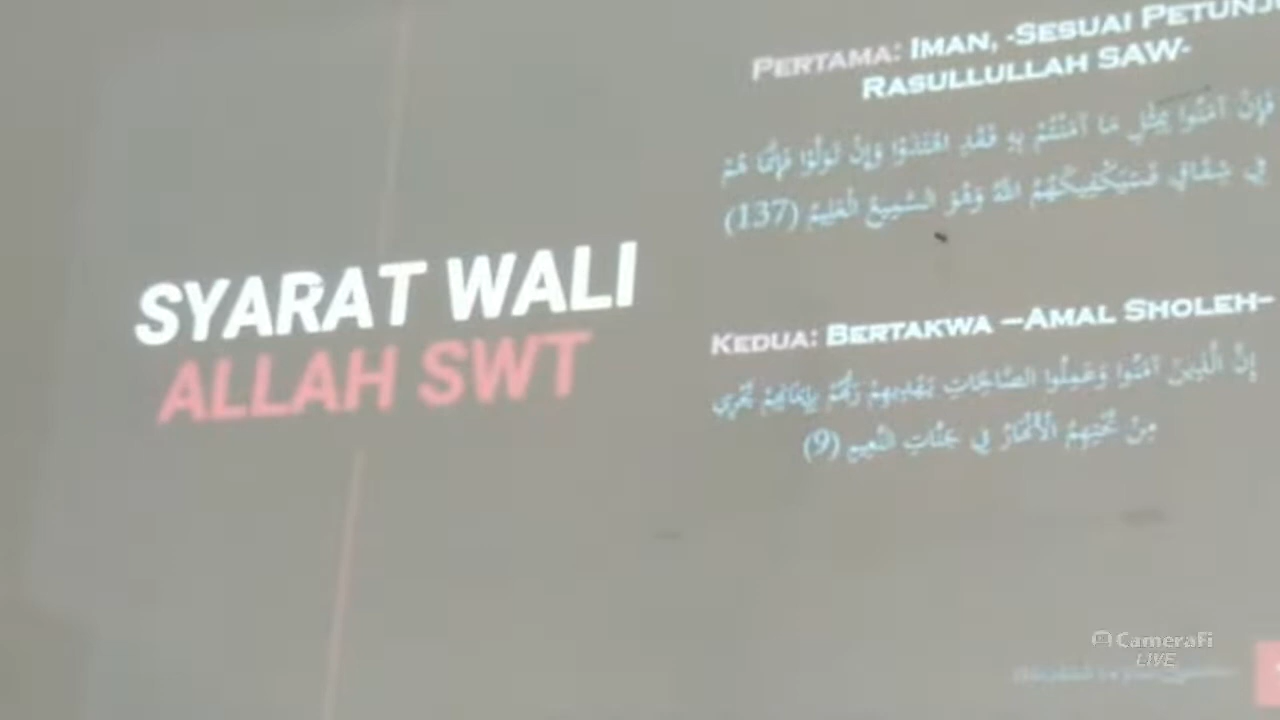 SYARAT WALI
ALLAH SWT
PERTAMA: IMAN, -SESUAI PETUNJU
RASULLULLAH SAW-
فَإِنْ آمَنُوا بِمِثْلِ مَا آمَنْتُمْ بِهِ فَقَدِ اهْتَدَوْا وَإِنْ تَوَلَّوْا فَإِنَّمَا هُمْ
فِي شِقَاقٍ فَسَيَكْفِيكَهُمُ اللَّهُ وَهُوَ السَّمِيعُ الْعَلِيمُ (137)
KEDUA: BERTAKWA –AMAL SHOLEH–
إِنَّ الَّذِينَ آمَنُوا وَعَمِلُوا الصَّالِحَاتِ يَهْدِيهِمْ رَبُّهُمْ بِإِيمَانِهِمْ تَجْرِي
مِنْ تَحْتِهِمُ الْأَنْهَارُ فِي جَنَّاتِ النَّعِيمِ (9)
CameraFi
LIVE